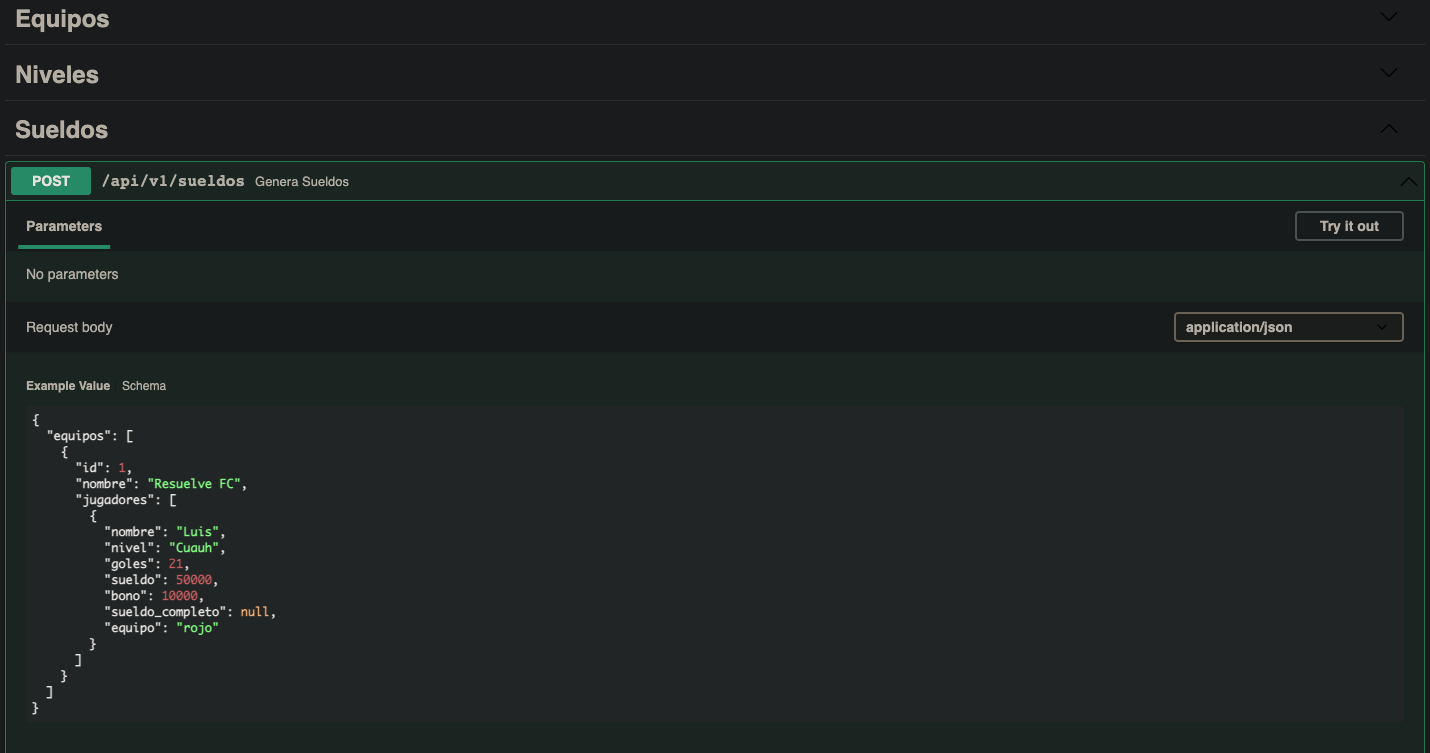 Equipos
Niveles
Sueldos
POST /api/v1/sueldos Genera Sueldos
Parameters Try it out
No parameters
Request body application/json
Example Value Schema
{
  "equipos": [
    {
      "id": 1,
      "nombre": "Resuelve FC",
      "jugadores": [
        {
          "nombre": "Luis",
          "nivel": "Cuauh",
          "goles": 21,
          "sueldo": 50000,
          "bono": 10000,
          "sueldo_completo": null,
          "equipo": "rojo"
        }
      ]
    }
  ]
}